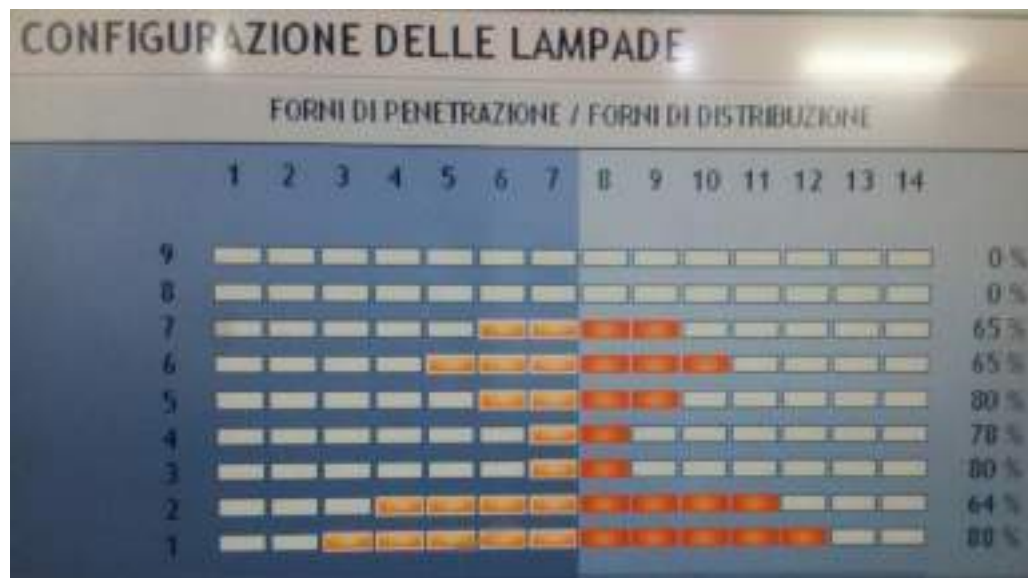 CONFIGURAZIONE DELLE LAMPADE
FORNI DI PENETRAZIONE / FORNI DI DISTRIBUZIONE
1 2 3 4 5 6 7 8 9 10 11 12 13 14
9 0 %
8 0 %
7 65 %
6 65 %
5 80 %
4 78 %
3 80 %
2 64 %
1 88 %